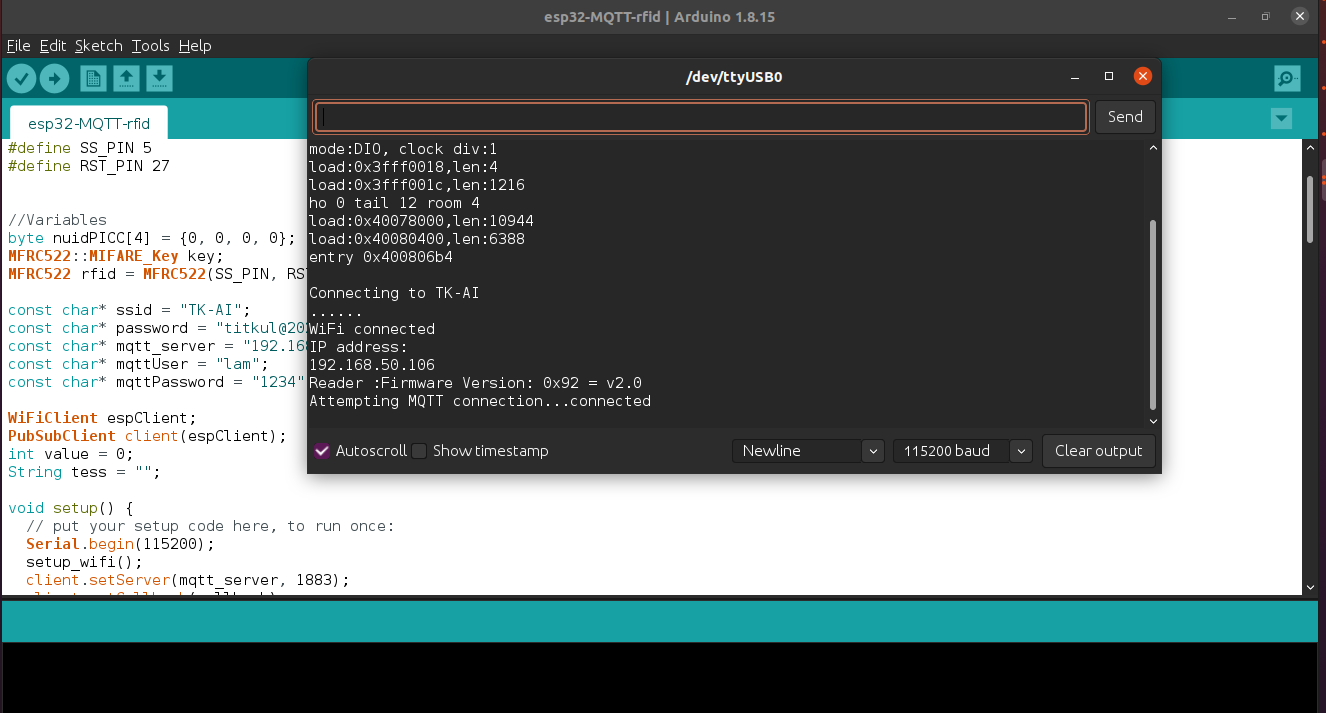 esp32-MQTT-rfid | Arduino 1.8.15
File Edit Sketch Tools Help
esp32-MQTT-rfid
#define SS_PIN 5
#define RST_PIN 27
//Variables
byte nuidPICC[4] = {0, 0, 0, 0};
MFRC522::MIFARE_Key key;
MFRC522 rfid = MFRC522(SS_PIN, RS
const char* ssid = "TK-AI";
const char* password = "titkul@20
const char* mqtt_server = "192.168
const char* mqttUser = "lam";
const char* mqttPassword = "1234"
WiFiClient espClient;
PubSubClient client(espClient);
int value = 0;
String tess = "";
void setup() {
// put your setup code here, to run once:
Serial.begin(115200);
setup_wifi();
client.setServer(mqtt_server, 1883);
/dev/ttyUSB0
Send
mode:DIO, clock div:1
load:0x3fff0018,len:4
load:0x3fff001c,len:1216
ho 0 tail 12 room 4
load:0x40078000,len:10944
load:0x40080400,len:6388
entry 0x400806b4
Connecting to TK-AI
......
WiFi connected
IP address:
192.168.50.106
Reader :Firmware Version: 0x92 = v2.0
Attempting MQTT connection...connected
Autoscroll Show timestamp Newline 115200 baud Clear output